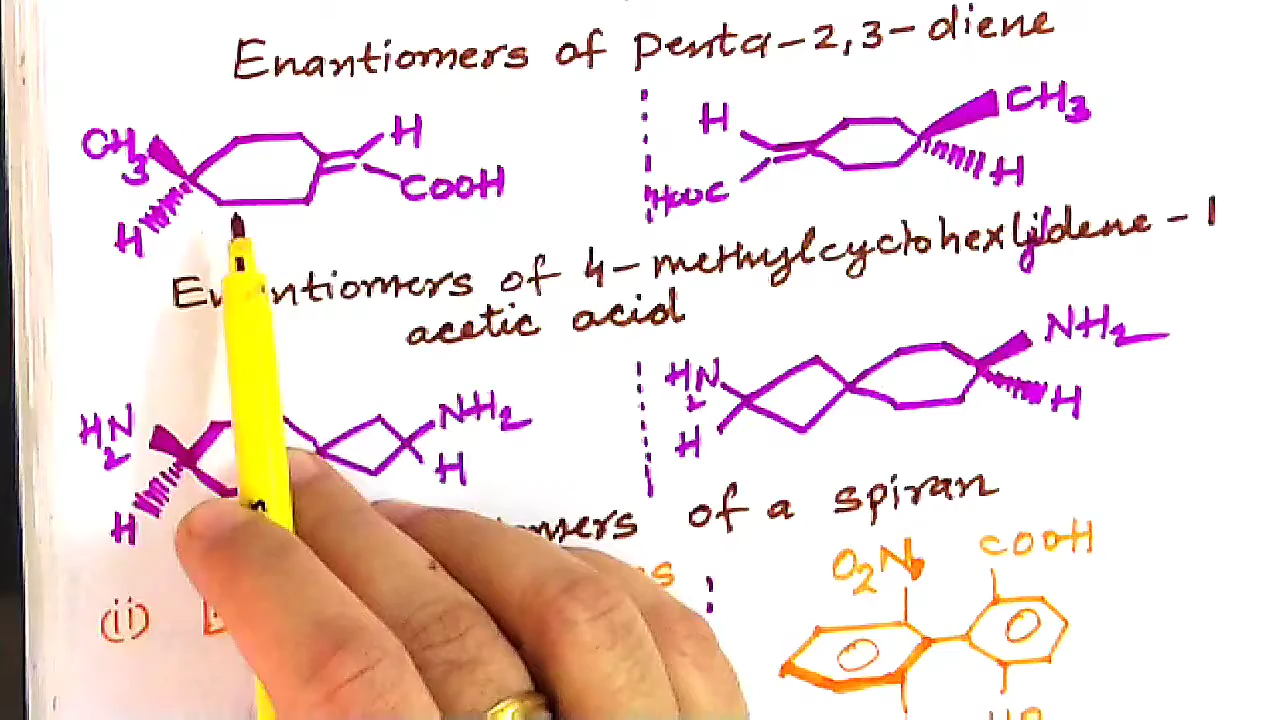 Enantiomers of penta-2,3-diene
CH3 H COOH H
H HOOC CH3 H
Enantiomers of 4-methylcyclohexylidene-1
acetic acid
H2N H NH2 H
H2N H NH2 H
of a spiran
(ii)
O2N COOH